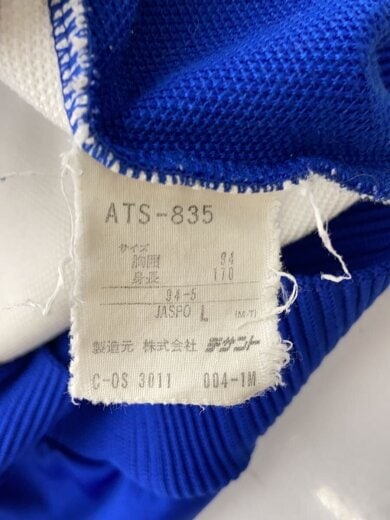 ATS-835
サイズ
胸囲 94
身長 170
94-5
JASPO L (M-T)
製造元 株式会社 デサント
C-OS 3011 004-1M